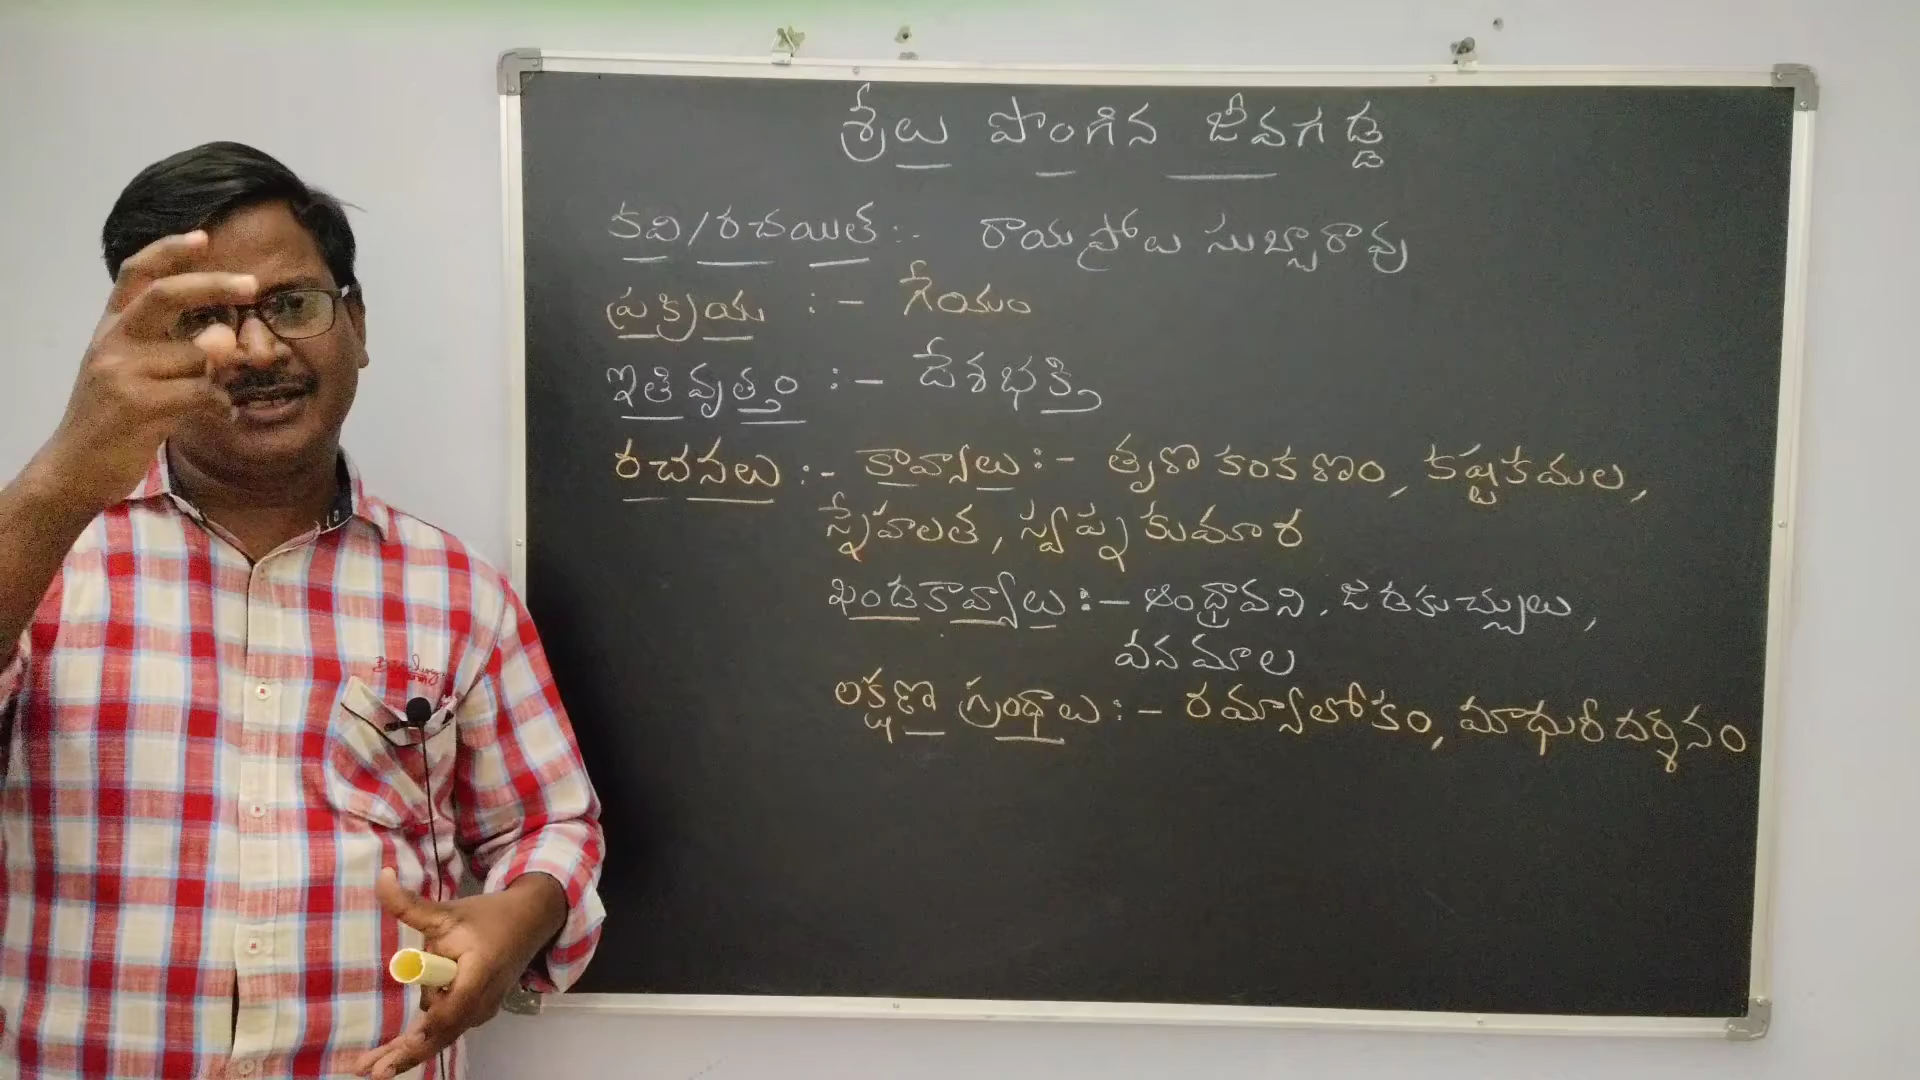 శ్రీలు పొంగిన జీవగడ్డ
కవి/రచయిత :- రాయప్రోలు సుబ్బారావు
ప్రక్రియ :- గేయం
ఇతివృత్తం :- దేశభక్తి
రచనలు :- కావ్యాలు :- తృణకంకణం, కష్టకమల,
స్నేహలత, స్వప్నకుమార
ఖండకావ్యాలు :- ఆంధ్రావని, జడకుచ్చులు,
వనమాల
లక్షణ గ్రంథాలు :- రమ్యాలోకం, మాధురీదర్శనం